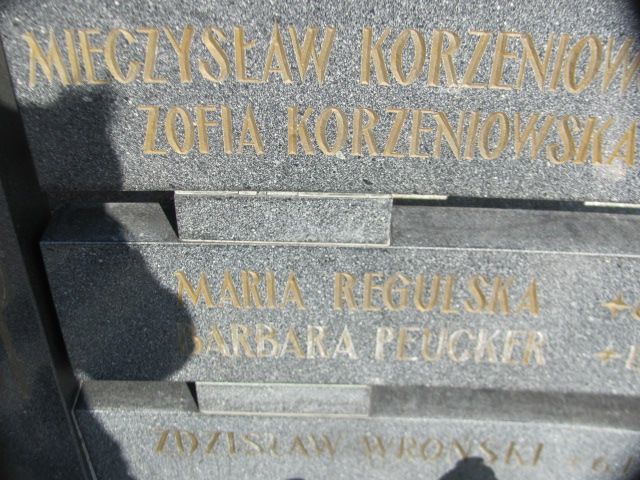 MIECZYSŁAW KORZENIOW
ZOFIA KORZENIOWSKA
MARIA REGULSKA
BARBARA PEUCKER
ZDZISŁAW WROŃSKI